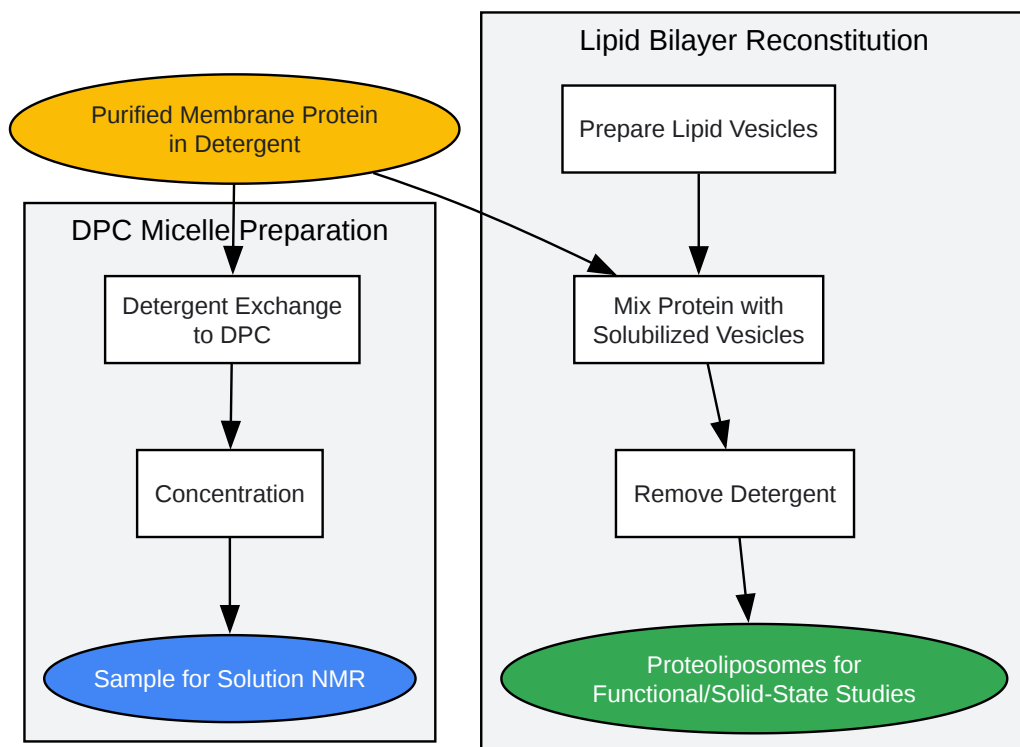 Purified Membrane Protein
in Detergent
DPC Micelle Preparation
Detergent Exchange
to DPC
Concentration
Sample for Solution NMR
Lipid Bilayer Reconstitution
Prepare Lipid Vesicles
Mix Protein with
Solubilized Vesicles
Remove Detergent
Proteoliposomes for
Functional/Solid-State Studies